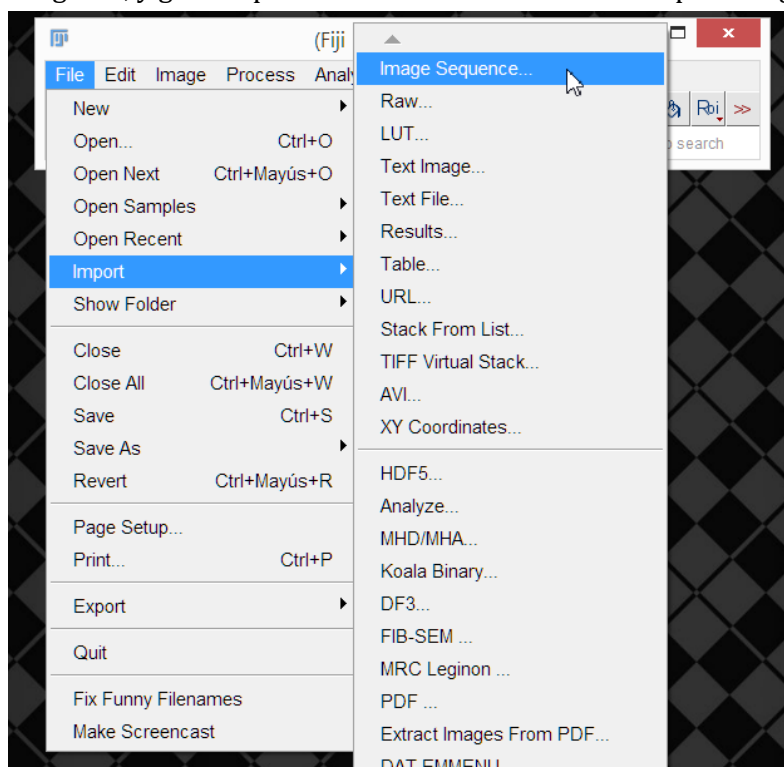 (Fiji
File Edit Image Process Analy
Roi >>
search
New
Open... Ctrl+O
Open Next Ctrl+Mayús+O
Open Samples
Open Recent
Import
Show Folder
Close Ctrl+W
Close All Ctrl+Mayús+W
Save Ctrl+S
Save As
Revert Ctrl+Mayús+R
Page Setup...
Print... Ctrl+P
Export
Quit
Fix Funny Filenames
Make Screencast
Image Sequence...
Raw...
LUT...
Text Image...
Text File...
Results...
Table...
URL...
Stack From List...
TIFF Virtual Stack...
AVI...
XY Coordinates...
HDF5...
Analyze...
MHD/MHA...
Koala Binary...
DF3...
FIB-SEM ...
MRC Leginon ...
PDF ...
Extract Images From PDF...
DAT EMMENU